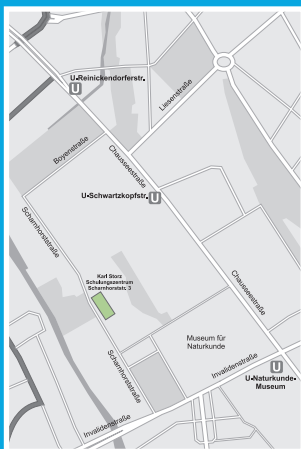 U-Reinickendorferstr.
U
Liesenstraße
Boyenstraße
Chausseestraße
U-Schwartzkopfstr.
U
Scharnhorststraße
Karl Storz
Schulungszentrum
Scharnhorststr. 3
Chausseestraße
Museum für
Naturkunde
Scharnhorststraße
Invalidenstraße
U
U-Naturkunde-
Museum
Invalidenstraße